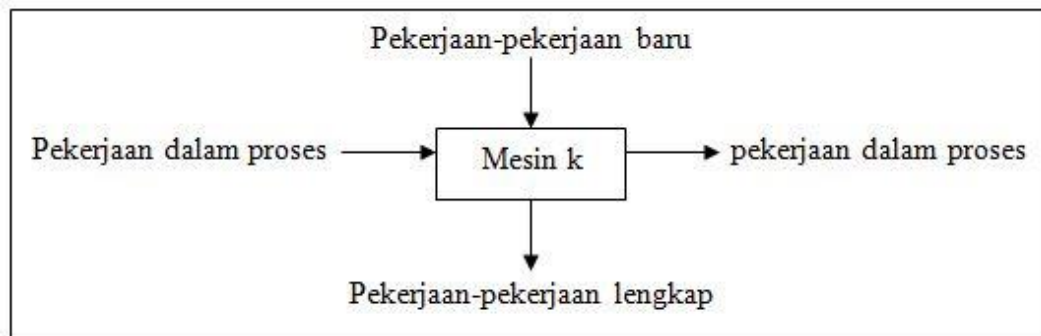 Pekerjaan-pekerjaan baru
Pekerjaan dalam proses
Mesin k
pekerjaan dalam proses
Pekerjaan-pekerjaan lengkap